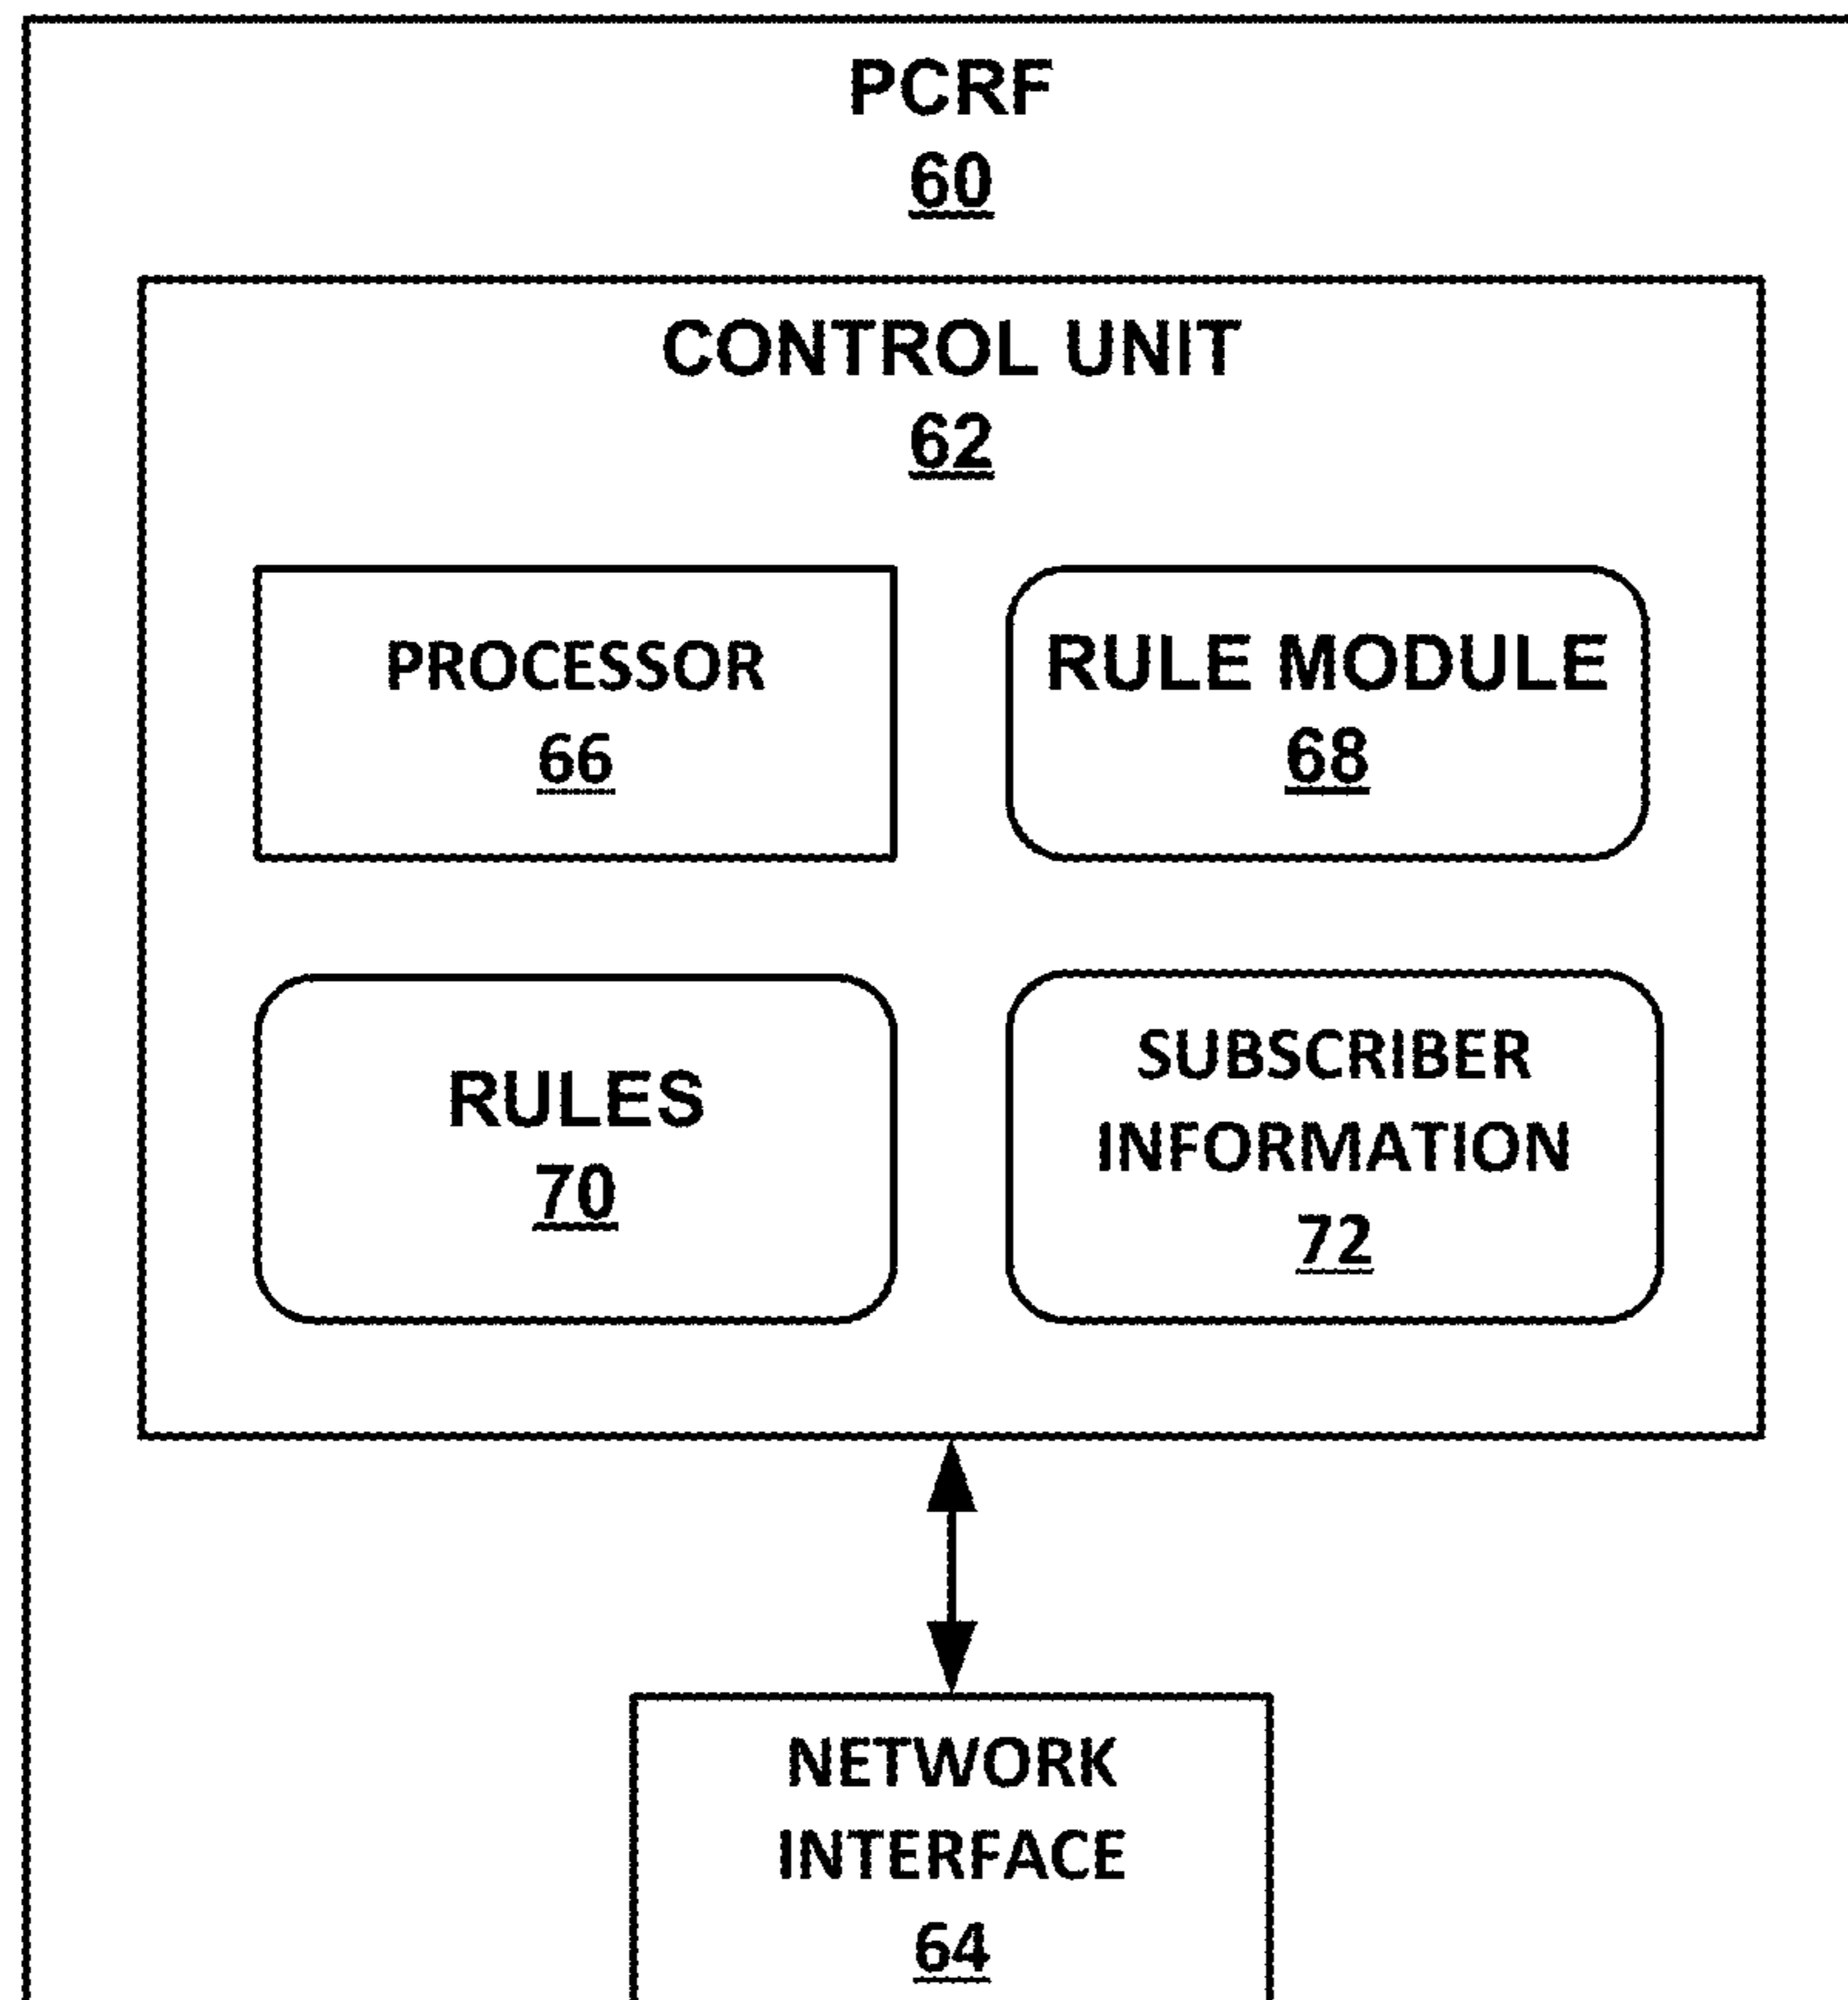 PCRF
60
CONTROL UNIT
62
PROCESSOR
66
RULE MODULE
68
RULES
70
SUBSCRIBER
INFORMATION
72
NETWORK
INTERFACE
64